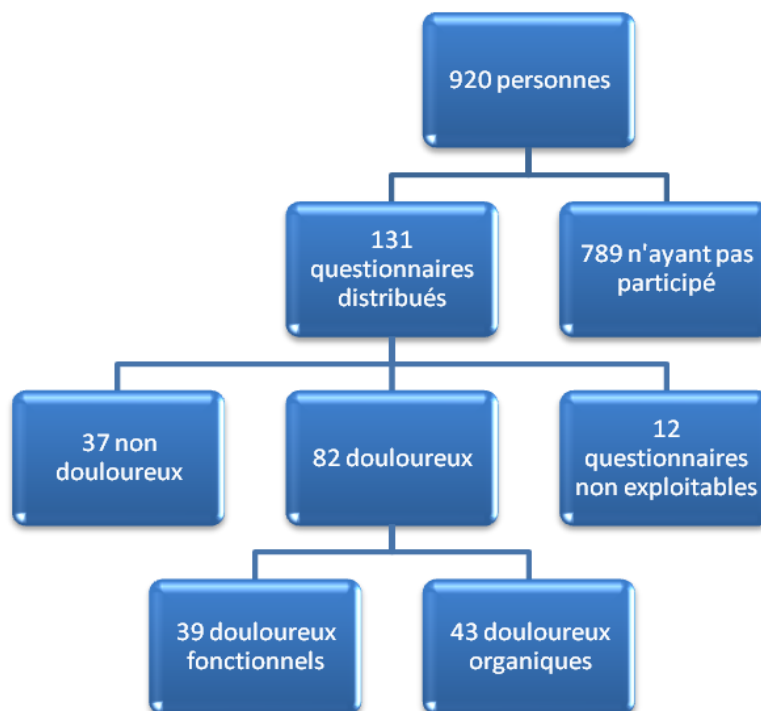 920 personnes
131
questionnaires
distribués
789 n'ayant pas
participé
37 non
douloureux
82 douloureux
12
questionnaires
non exploitables
39 douloureux
fonctionnels
43 douloureux
organiques